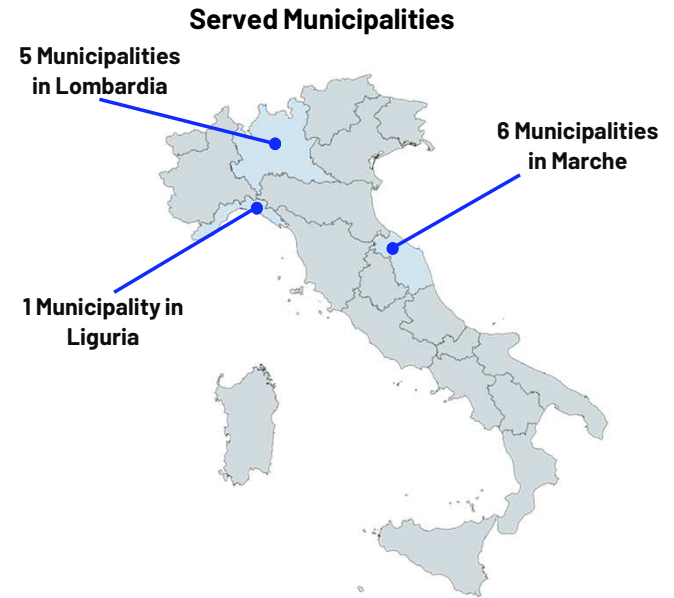 Served Municipalities
5 Municipalities
in Lombardia
6 Municipalities
in Marche
1 Municipality in
Liguria